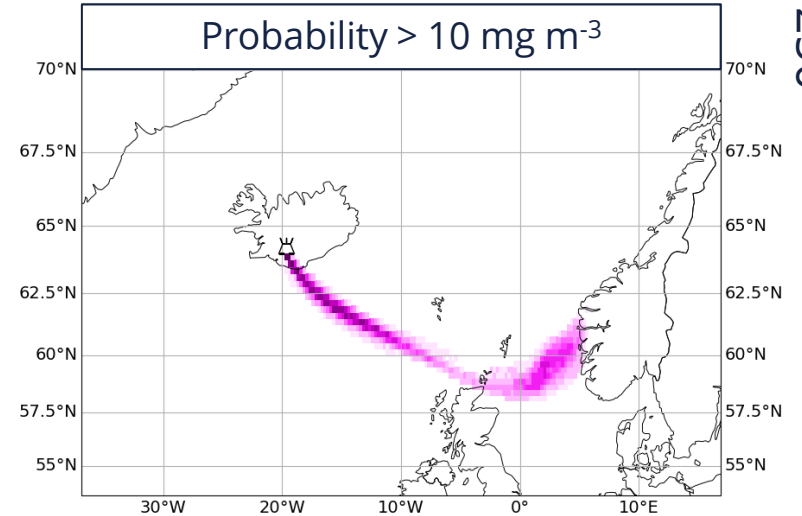 Probability > 10 mg m-3
70°N 70°N
67.5°N 67.5°N
65°N 65°N
62.5°N 62.5°N
60°N 60°N
57.5°N 57.5°N
55°N 55°N
30°W 20°W 10°W 0° 10°E